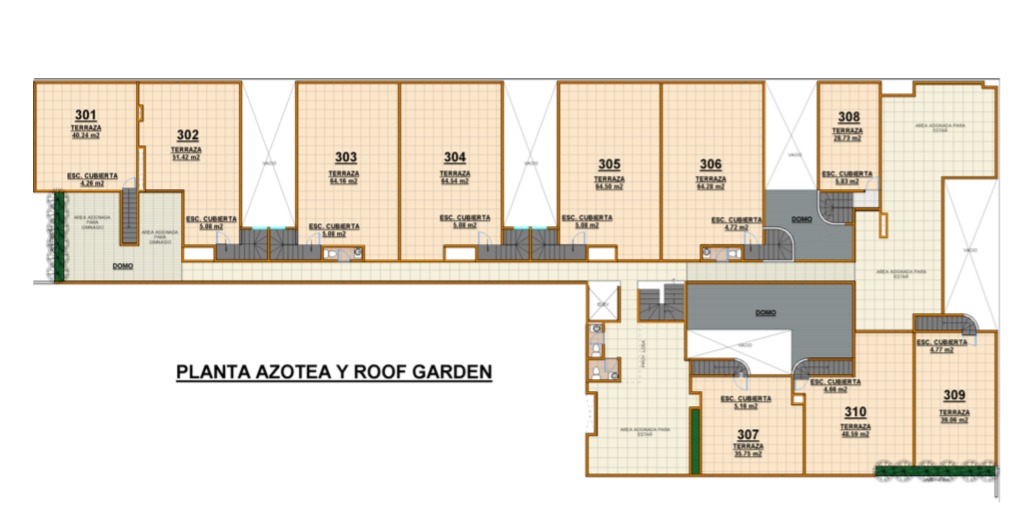 301
TERRAZA
40.24 m2
ESC. CUBIERTA
4.26 m2
302
TERRAZA
51.42 m2
ESC. CUBIERTA
5.08 m2
VACIO
303
TERRAZA
64.16 m2
ESC. CUBIERTA
5.08 m2
304
TERRAZA
64.54 m2
ESC. CUBIERTA
5.08 m2
VACIO
305
TERRAZA
64.50 m2
ESC. CUBIERTA
5.08 m2
306
TERRAZA
64.28 m2
ESC. CUBIERTA
4.72 m2
VACIO
308
TERRAZA
28.73 m2
ESC. CUBIERTA
5.83 m2
AREA ASIGNADA PARA
ESTAR
AREA ASIGNADA
PARA
GIMNASIO
AREA ASIGNADA
PARA
GIMNASIO
DOMO
DOMO
VACIO
AREA ASIGNADA PARA
ESTAR
ELEV.
DOMO
VACIO
ESC. CUBIERTA
4.77 m2
309
TERRAZA
39.06 m2
PLANTA AZOTEA Y ROOF GARDEN
ESC. CUBIERTA
4.66 m2
310
TERRAZA
48.59 m2
ESC. CUBIERTA
5.16 m2
307
TERRAZA
35.75 m2
AREA ASIGNADA PARA
ESTAR